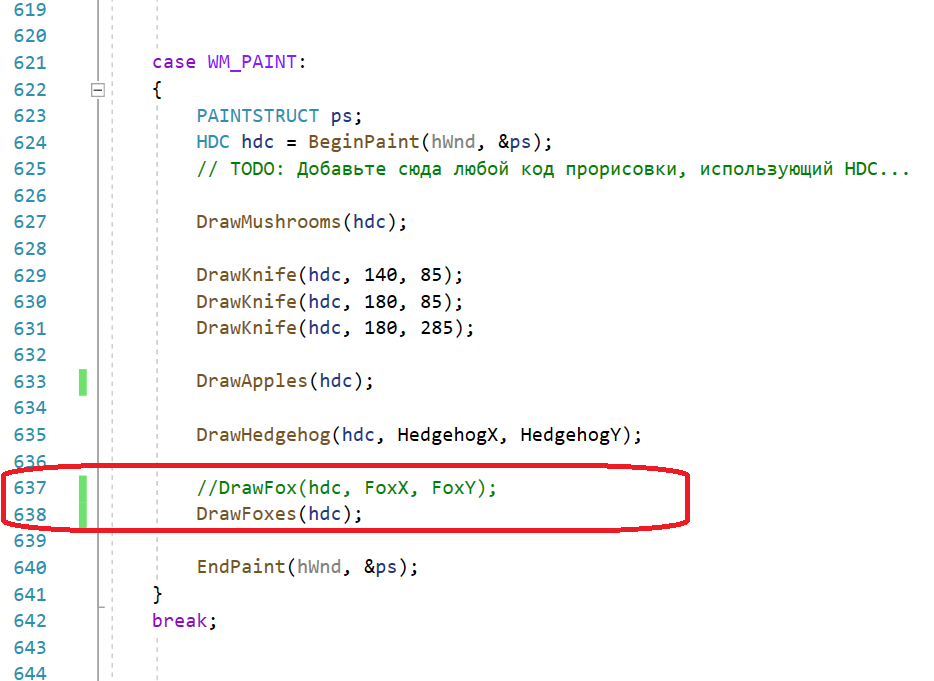 619
620
621 case WM_PAINT:
622 {
623 PAINTSTRUCT ps;
624 HDC hdc = BeginPaint(hWnd, &ps);
625 // TODO: Добавьте сюда любой код прорисовки, использующий HDC...
626
627 DrawMushrooms(hdc);
628
629 DrawKnife(hdc, 140, 85);
630 DrawKnife(hdc, 180, 85);
631 DrawKnife(hdc, 180, 285);
632
633 DrawApples(hdc);
634
635 DrawHedgehog(hdc, HedgehogX, HedgehogY);
636
637 //DrawFox(hdc, FoxX, FoxY);
638 DrawFoxes(hdc);
639
640 EndPaint(hWnd, &ps);
641 }
642 break;
643
644